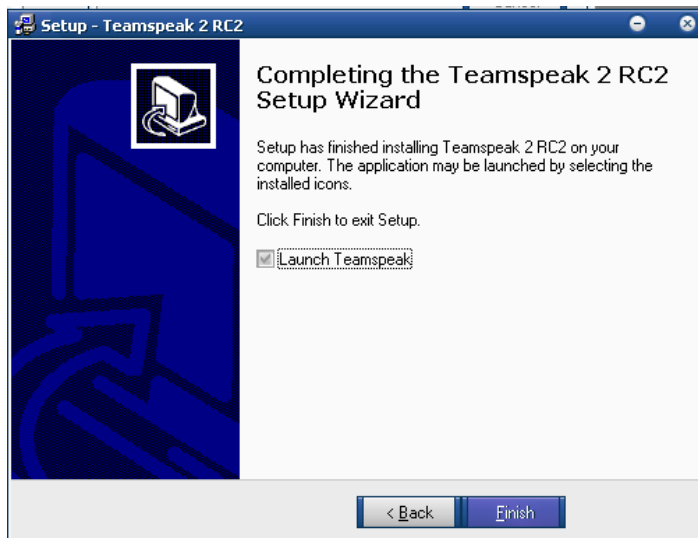 Setup - Teamspeak 2 RC2
Completing the Teamspeak 2 RC2
Setup Wizard
Setup has finished installing Teamspeak 2 RC2 on your
computer. The application may be launched by selecting the
installed icons.
Click Finish to exit Setup.
Launch Teamspeak
< Back
Finish